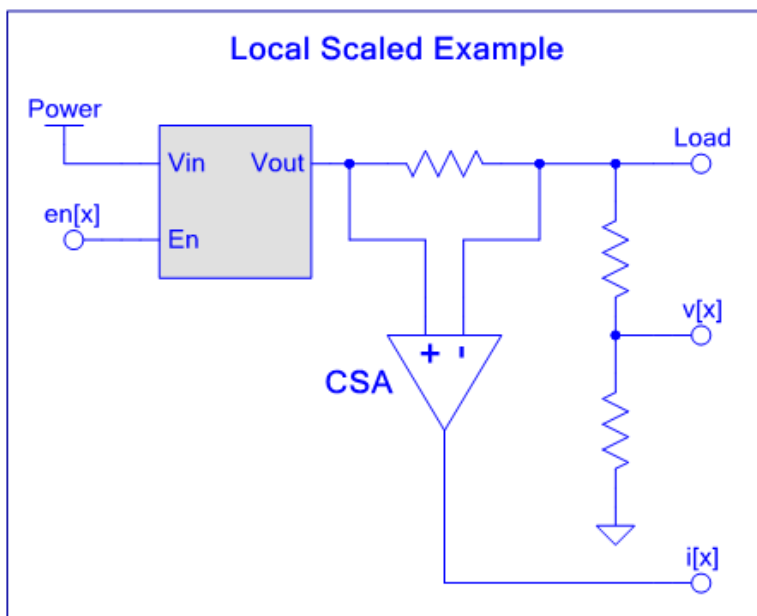 Local Scaled Example
Power
Vin
Vout
Load
en[x]
En
v[x]
+ -
CSA
i[x]